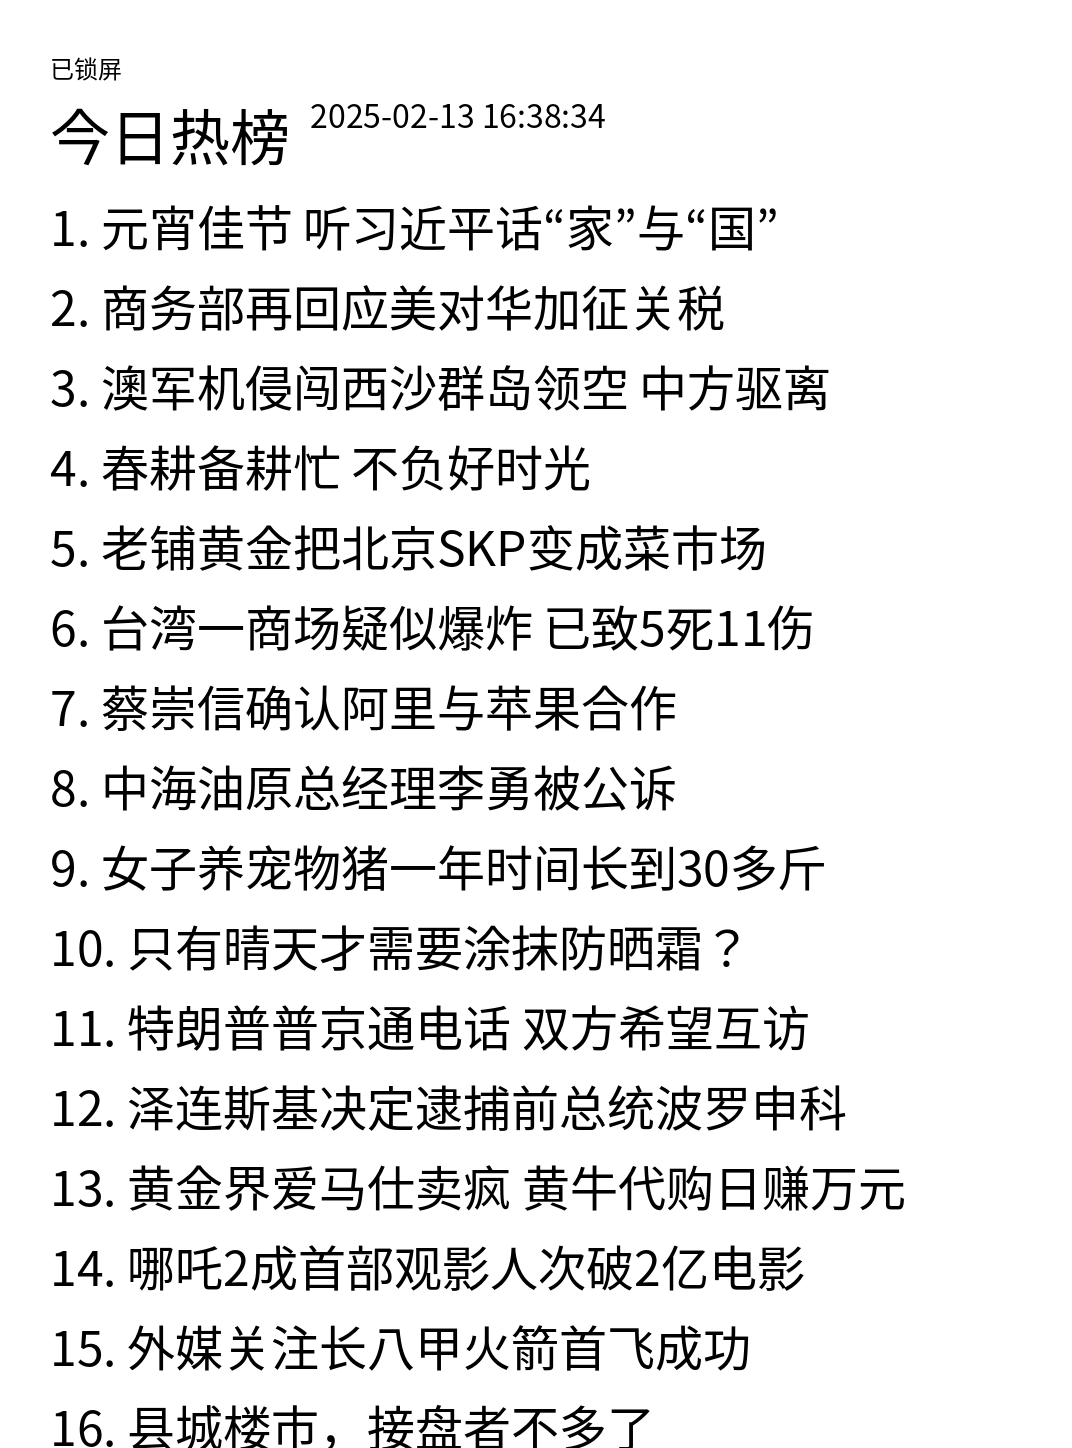 已锁屏
今日热榜 2025-02-13 16:38:34
1. 元宵佳节 听习近平话“家”与“国”
2. 商务部再回应美对华加征关税
3. 澳军机侵闯西沙群岛领空 中方驱离
4. 春耕备耕忙 不负好时光
5. 老铺黄金把北京SKP变成菜市场
6. 台湾一商场疑似爆炸 已致5死11伤
7. 蔡崇信确认阿里与苹果合作
8. 中海油原总经理李勇被公诉
9. 女子养宠物猪一年时间长到30多斤
10. 只有晴天才需要涂抹防晒霜？
11. 特朗普普京通电话 双方希望互访
12. 泽连斯基决定逮捕前总统波罗申科
13. 黄金界爱马仕卖疯 黄牛代购日赚万元
14. 哪吒2成首部观影人次破2亿电影
15. 外媒关注长八甲火箭首飞成功
16. 县城楼市，接盘者不多了